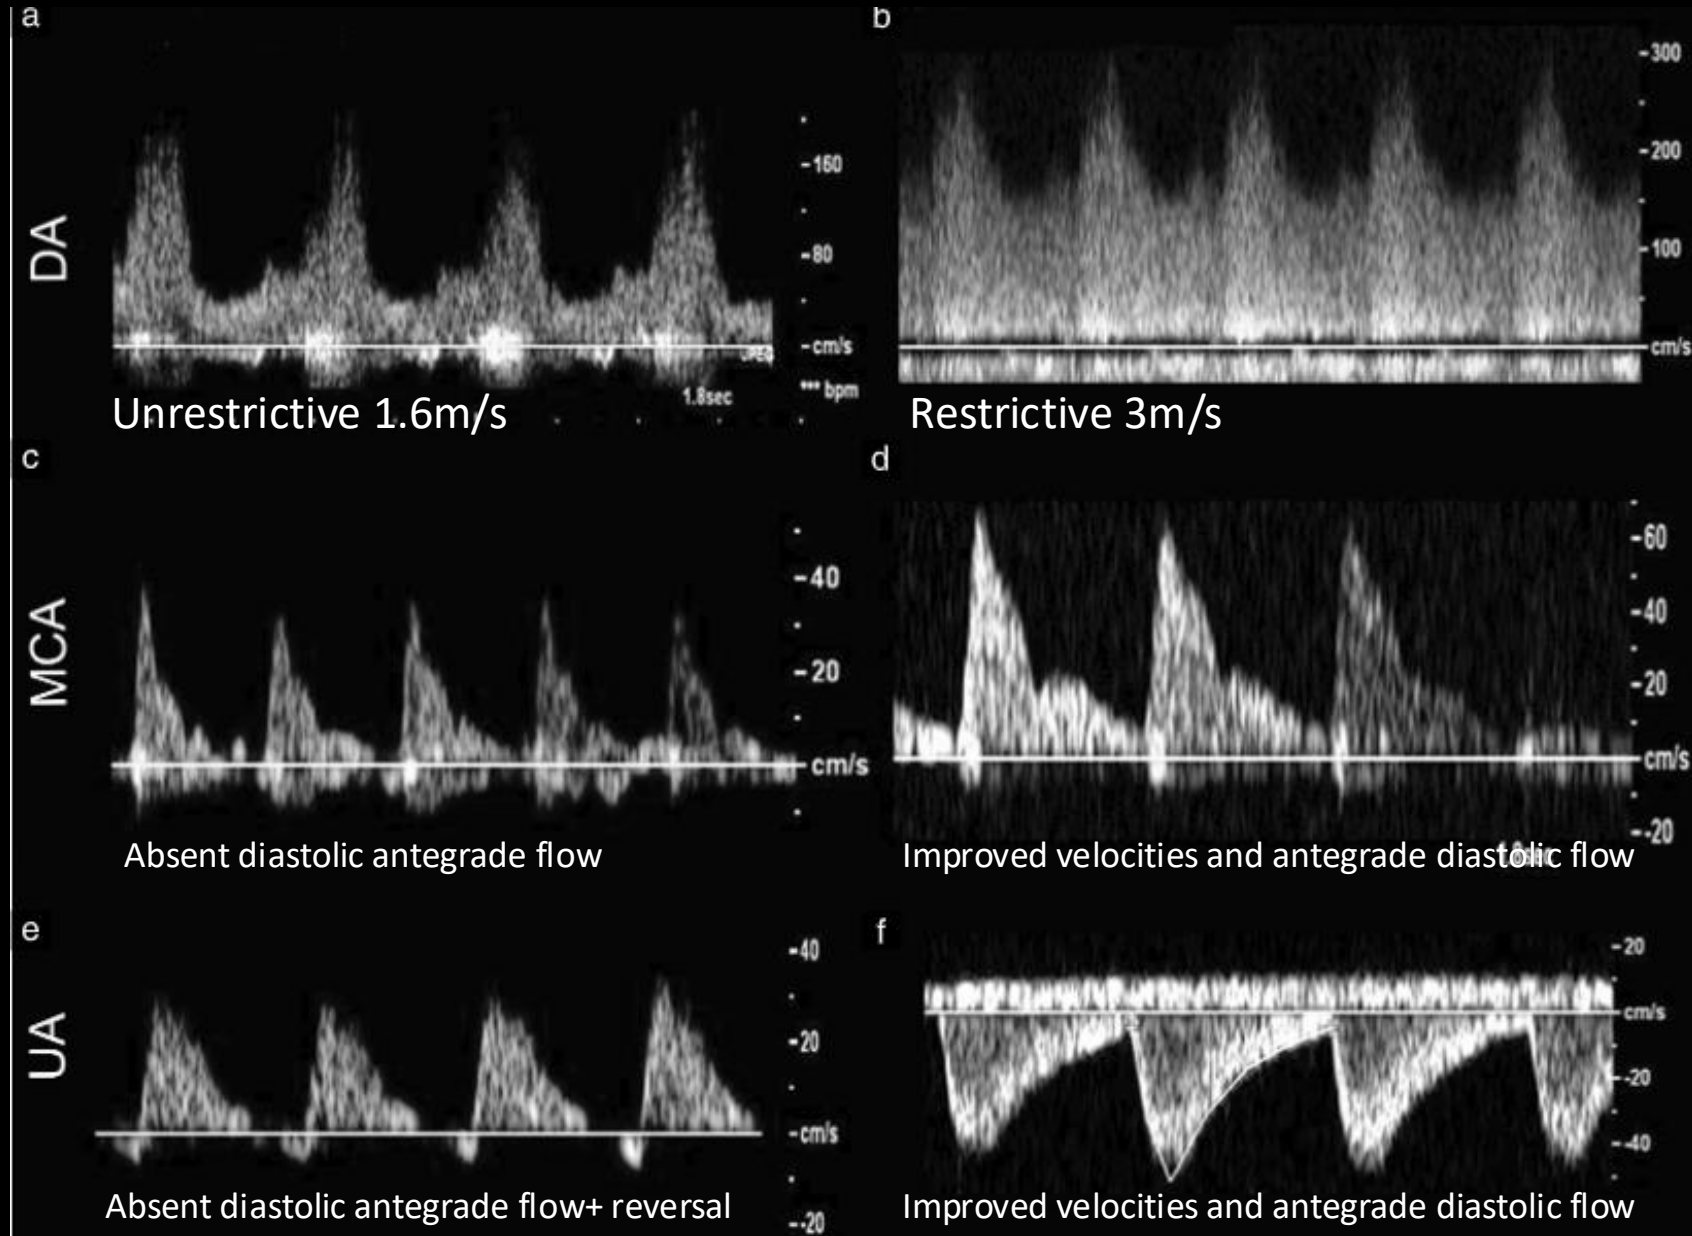 a
b
DA
-160
-80
-cm/s
*** bpm
1.8sec
JPEG
-300
-200
-100
cm/s
Unrestrictive 1.6m/s
Restrictive 3m/s
c
d
MCA
-40
-20
cm/s
-60
-40
-20
cm/s
-20
Absent diastolic antegrade flow
Improved velocities and antegrade diastolic flow
e
f
UA
-40
-20
-cm/s
-20
-20
cm/s
-20
-40
Absent diastolic antegrade flow+ reversal
Improved velocities and antegrade diastolic flow